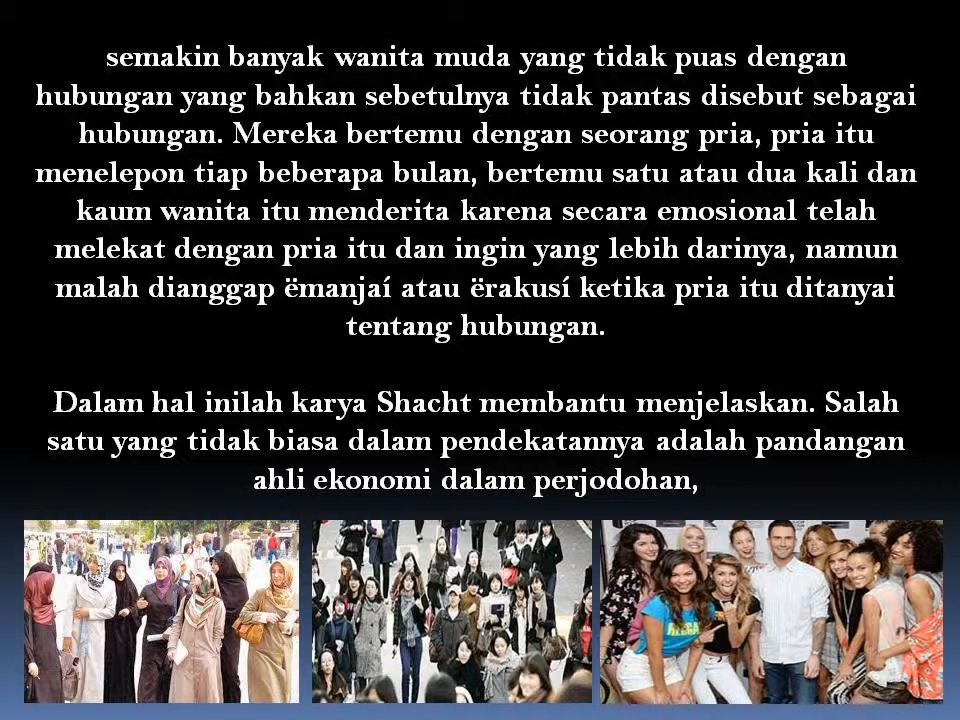 semakin banyak wanita muda yang tidak puas dengan
hubungan yang bahkan sebetulnya tidak pantas disebut sebagai
hubungan. Mereka bertemu dengan seorang pria, pria itu
menelepon tiap beberapa bulan, bertemu satu atau dua kali dan
kaum wanita itu menderita karena secara emosional telah
melekat dengan pria itu dan ingin yang lebih darinya, namun
malah dianggap ëmanjaí atau ërakusí ketika pria itu ditanyai
tentang hubungan.
Dalam hal inilah karya Shacht membantu menjelaskan. Salah
satu yang tidak biasa dalam pendekatannya adalah pandangan
ahli ekonomi dalam perjodohan,